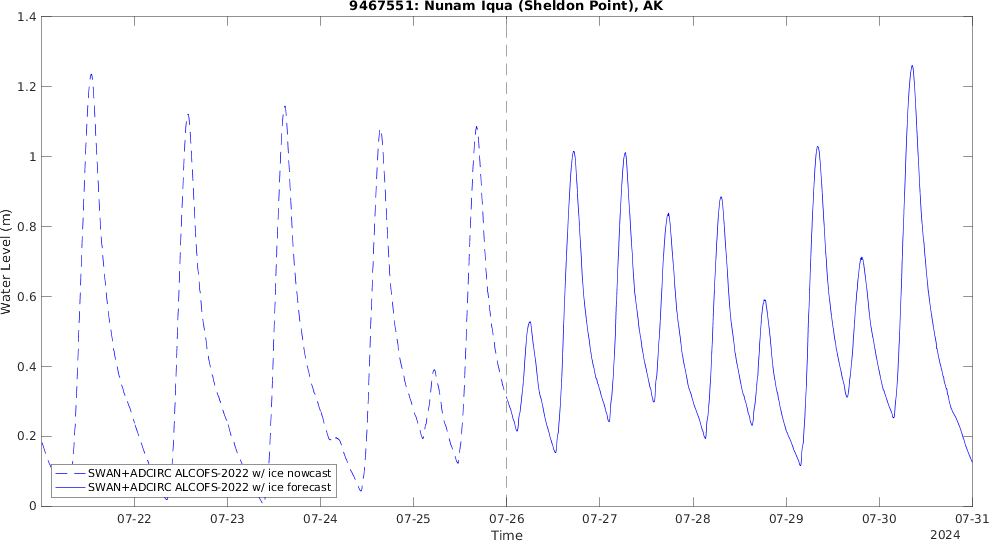 9467551: Nunam Iqua (Sheldon Point), AK
Water Level (m)
1.4
1.2
1
0.8
0.6
0.4
0.2
0
SWAN+ADCIRC ALCOFS-2022 w/ ice nowcast
SWAN+ADCIRC ALCOFS-2022 w/ ice forecast
07-22 07-23 07-24 07-25 07-26 07-27 07-28 07-29 07-30 07-31
Time
2024